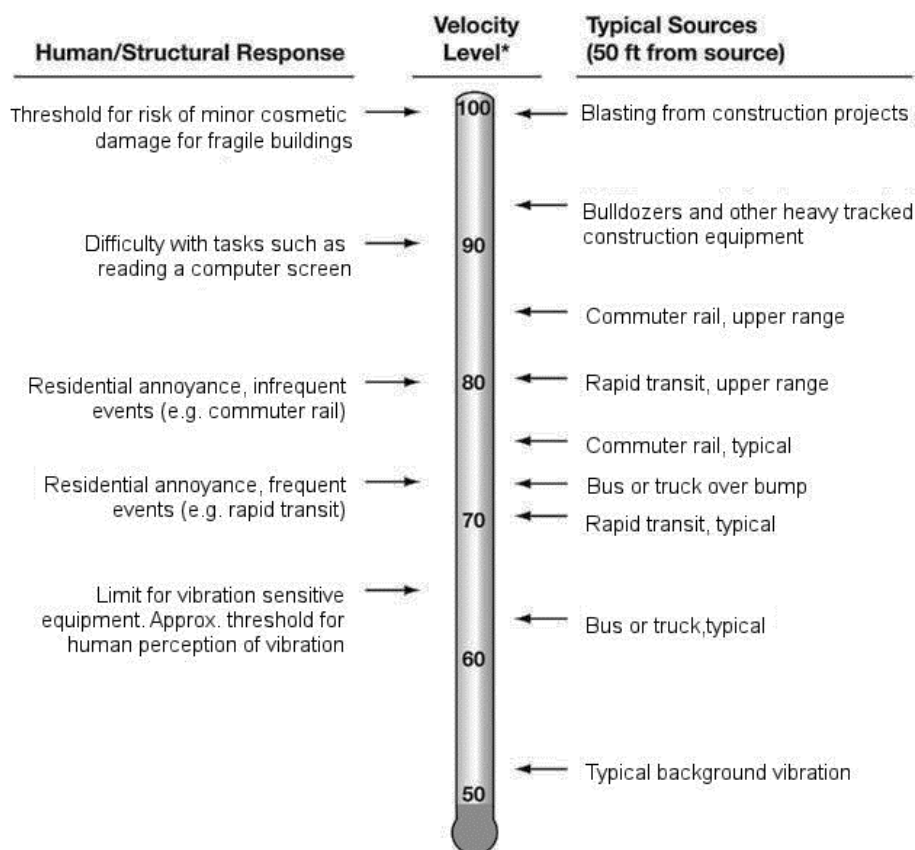 Human/Structural Response
Velocity
Level*
Typical Sources
(50 ft from source)
Threshold for risk of minor cosmetic
damage for fragile buildings
100
Blasting from construction projects
Bulldozers and other heavy tracked
construction equipment
Difficulty with tasks such as
reading a computer screen
90
Commuter rail, upper range
Residential annoyance, infrequent
events (e.g. commuter rail)
80
Rapid transit, upper range
Commuter rail, typical
Residential annoyance, frequent
events (e.g. rapid transit)
Bus or truck over bump
70
Rapid transit, typical
Limit for vibration sensitive
equipment. Approx. threshold for
human perception of vibration
Bus or truck,typical
60
Typical background vibration
50